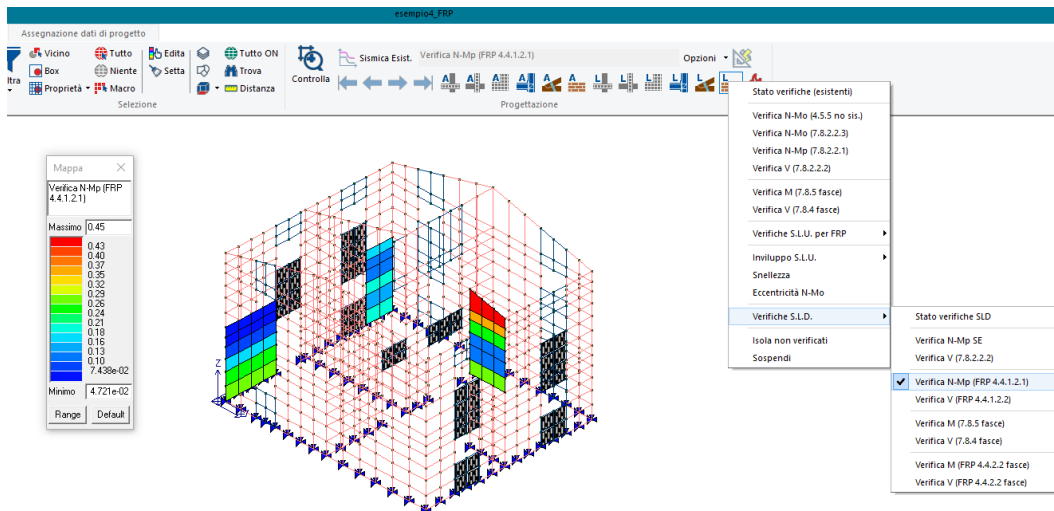 esempio4_FRP
Assegnazione dati di progetto
ltra
Vicino
Tutto
Edita
Tutto ON
Box
Niente
Setta
Trova
Proprietà
Macro
Distanza
Selezione
Controlla
Sismica Esist.
Verifica N-Mp (FRP 4.4.1.2.1)
Opzioni
A A A A A A L L L L L L
Progettazione
Mappa
Verifica N-Mp (FRP
4.4.1.2.1)
Massimo 0.45
0.43
0.40
0.37
0.35
0.32
0.29
0.26
0.24
0.21
0.18
0.16
0.13
0.10
7.438e-02
Minimo 4.721e-02
Range Default
Z
Stato verifiche (esistenti)
Verifica N-Mo (4.5.5 no sis.)
Verifica N-Mo (7.8.2.2.3)
Verifica N-Mp (7.8.2.2.1)
Verifica V (7.8.2.2.2)
Verifica M (7.8.5 fasce)
Verifica V (7.8.4 fasce)
Verifiche S.L.U. per FRP
Inviluppo S.L.U.
Snellezza
Eccentricità N-Mo
Verifiche S.L.D.
Isola non verificati
Sospendi
Stato verifiche SLD
Verifica N-Mp SE
Verifica V (7.8.2.2.2)
Verifica N-Mp (FRP 4.4.1.2.1)
Verifica V (FRP 4.4.1.2.2)
Verifica M (7.8.5 fasce)
Verifica V (7.8.4 fasce)
Verifica M (FRP 4.4.2.2 fasce)
Verifica V (FRP 4.4.2.2 fasce)